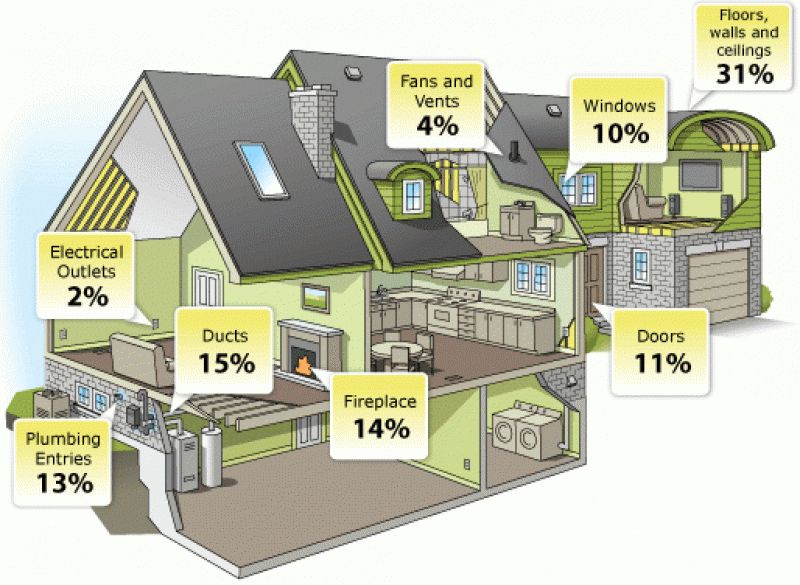 Floors,
walls and
ceilings
31%
Fans and
Vents
4%
Windows
10%
Electrical
Outlets
2%
Ducts
15%
Doors
11%
Fireplace
14%
Plumbing
Entries
13%